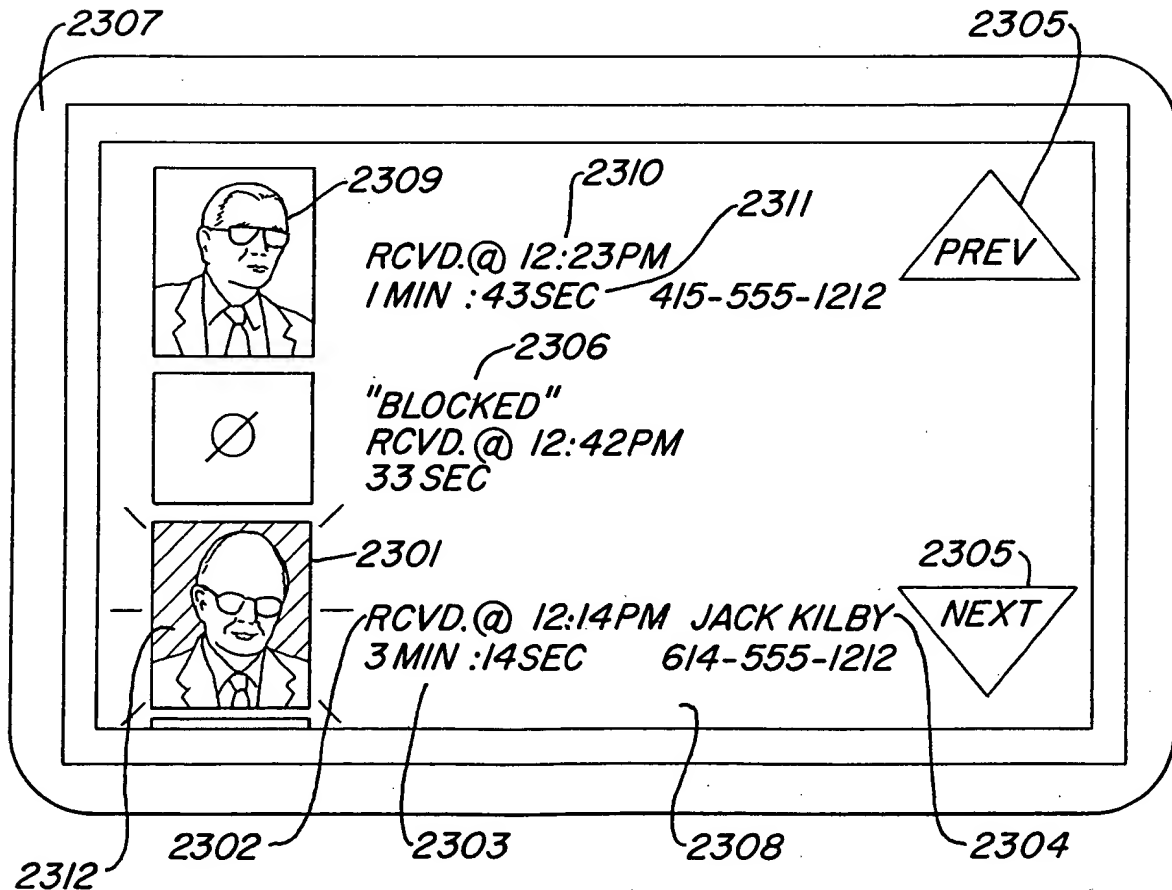 2307
2305
2309
2310
2311
RCVD.@ 12:23PM
1 MIN :43SEC 415-555-1212
PREV
2306
"BLOCKED"
RCVD.@ 12:42PM
33 SEC
2301
2305
RCVD.@ 12:14PM JACK KILBY
3 MIN :14SEC 614-555-1212
NEXT
2312
2302
2303
2308
2304